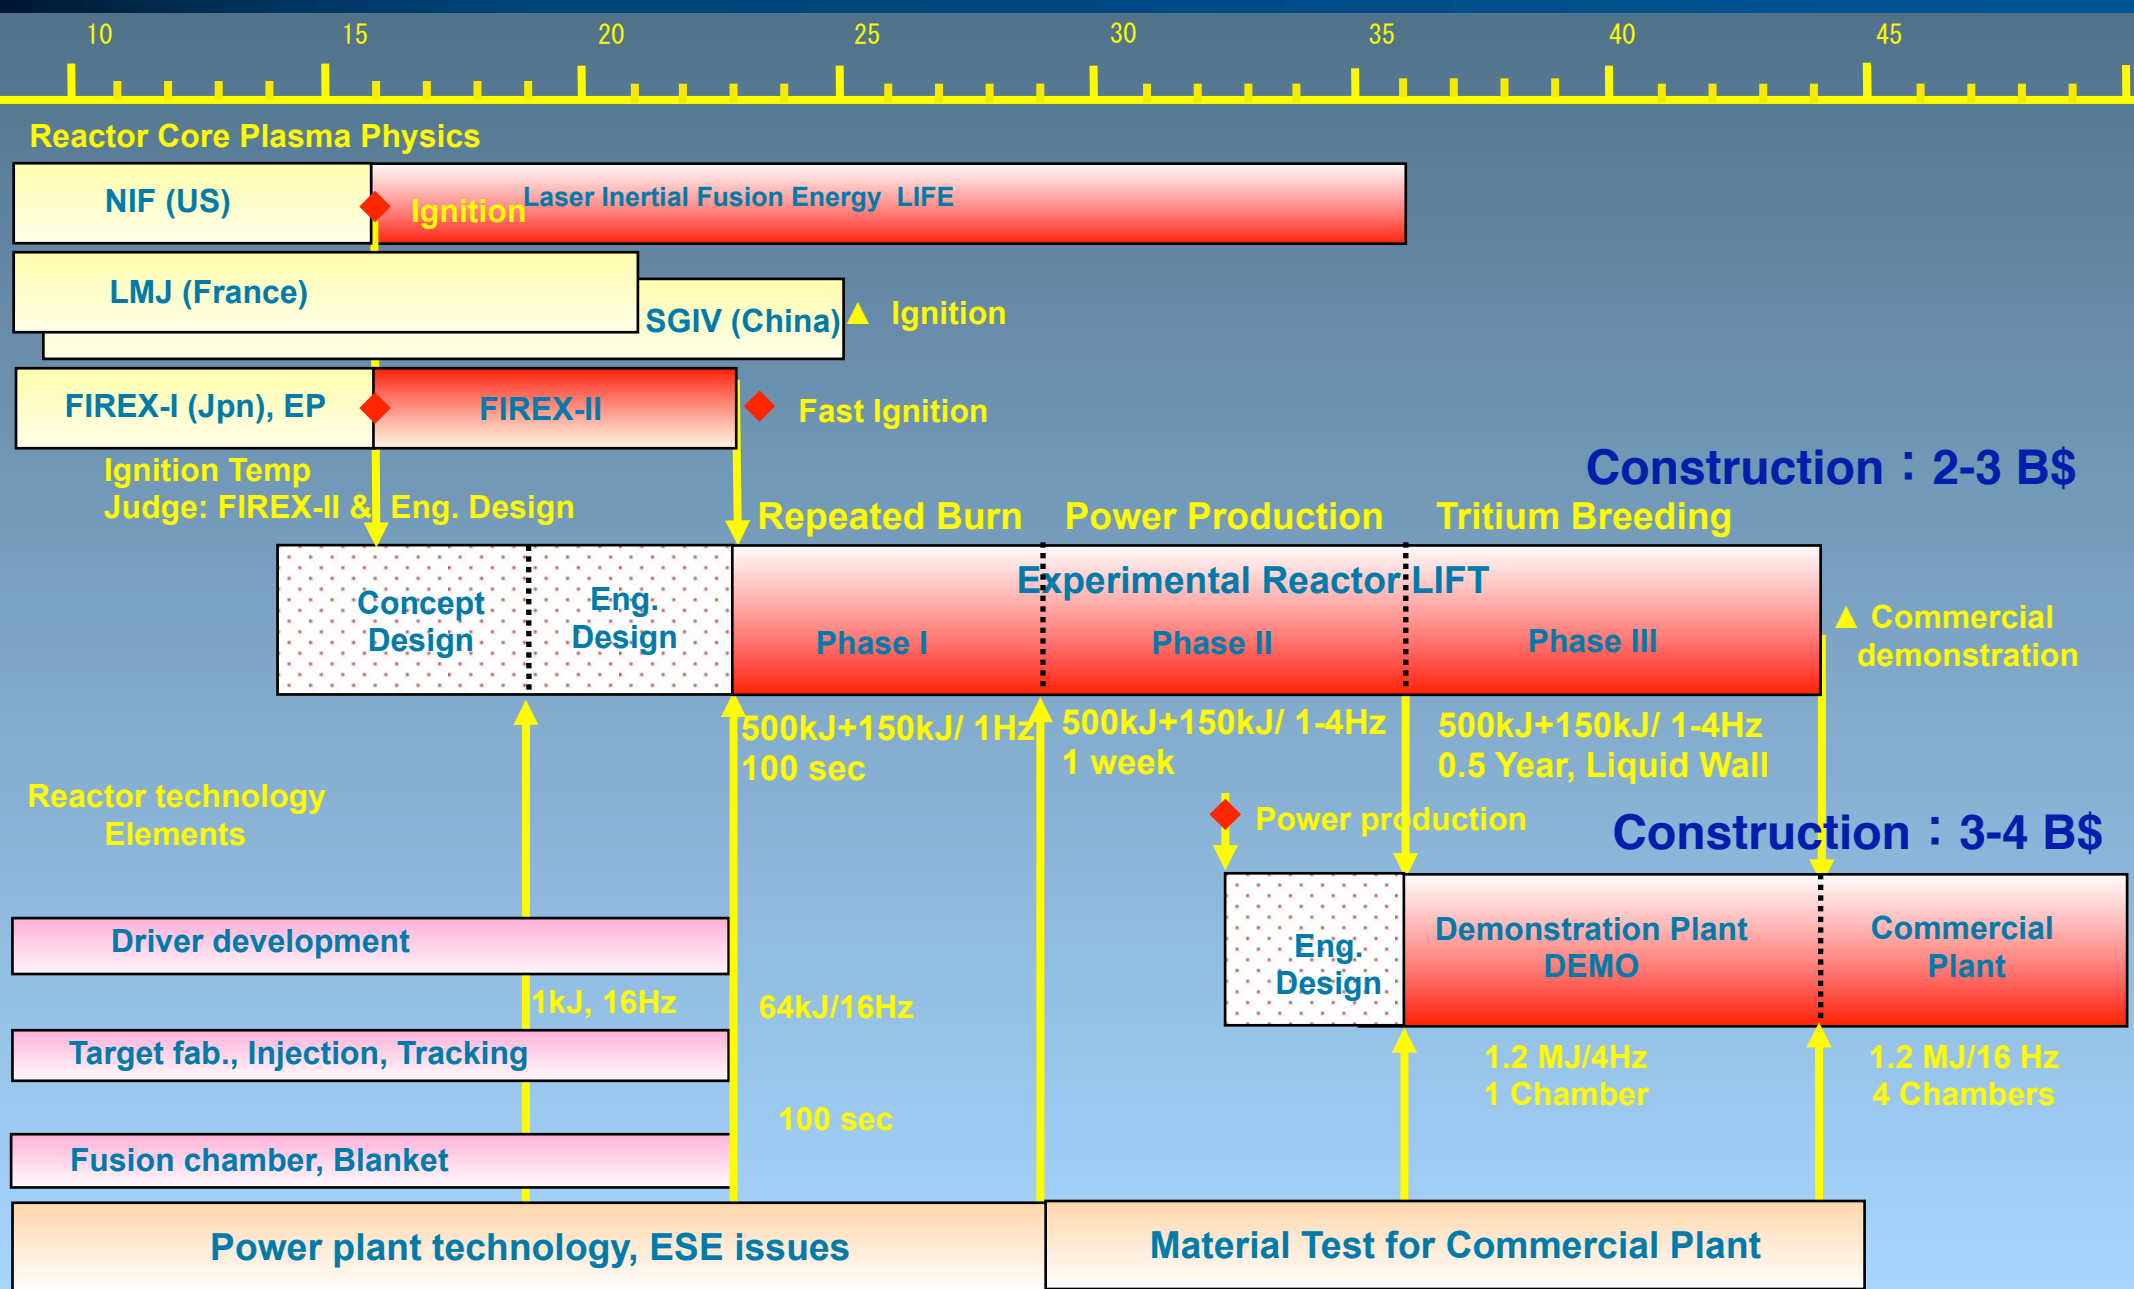 10 15 20 25 30 35 40 45
Reactor Core Plasma Physics
NIF (US)
Ignition
Laser Inertial Fusion Energy LIFE
LMJ (France)
SGIV (China)
▲ Ignition
FIREX-I (Jpn), EP
FIREX-II
Fast Ignition
Ignition Temp
Judge: FIREX-II & Eng. Design
Construction：2-3 B$
Repeated Burn
Power Production
Tritium Breeding
Concept
Design
Eng.
Design
Experimental Reactor LIFT
Phase I
Phase II
Phase III
▲ Commercial
demonstration
500kJ+150kJ/ 1Hz
100 sec
500kJ+150kJ/ 1-4Hz
1 week
500kJ+150kJ/ 1-4Hz
0.5 Year, Liquid Wall
Reactor technology
Elements
Power production
Construction：3-4 B$
Eng.
Design
Demonstration Plant
DEMO
Commercial
Plant
Driver development
1kJ, 16Hz
64kJ/16Hz
Target fab., Injection, Tracking
1.2 MJ/4Hz
1 Chamber
1.2 MJ/16 Hz
4 Chambers
100 sec
Fusion chamber, Blanket
Power plant technology, ESE issues
Material Test for Commercial Plant